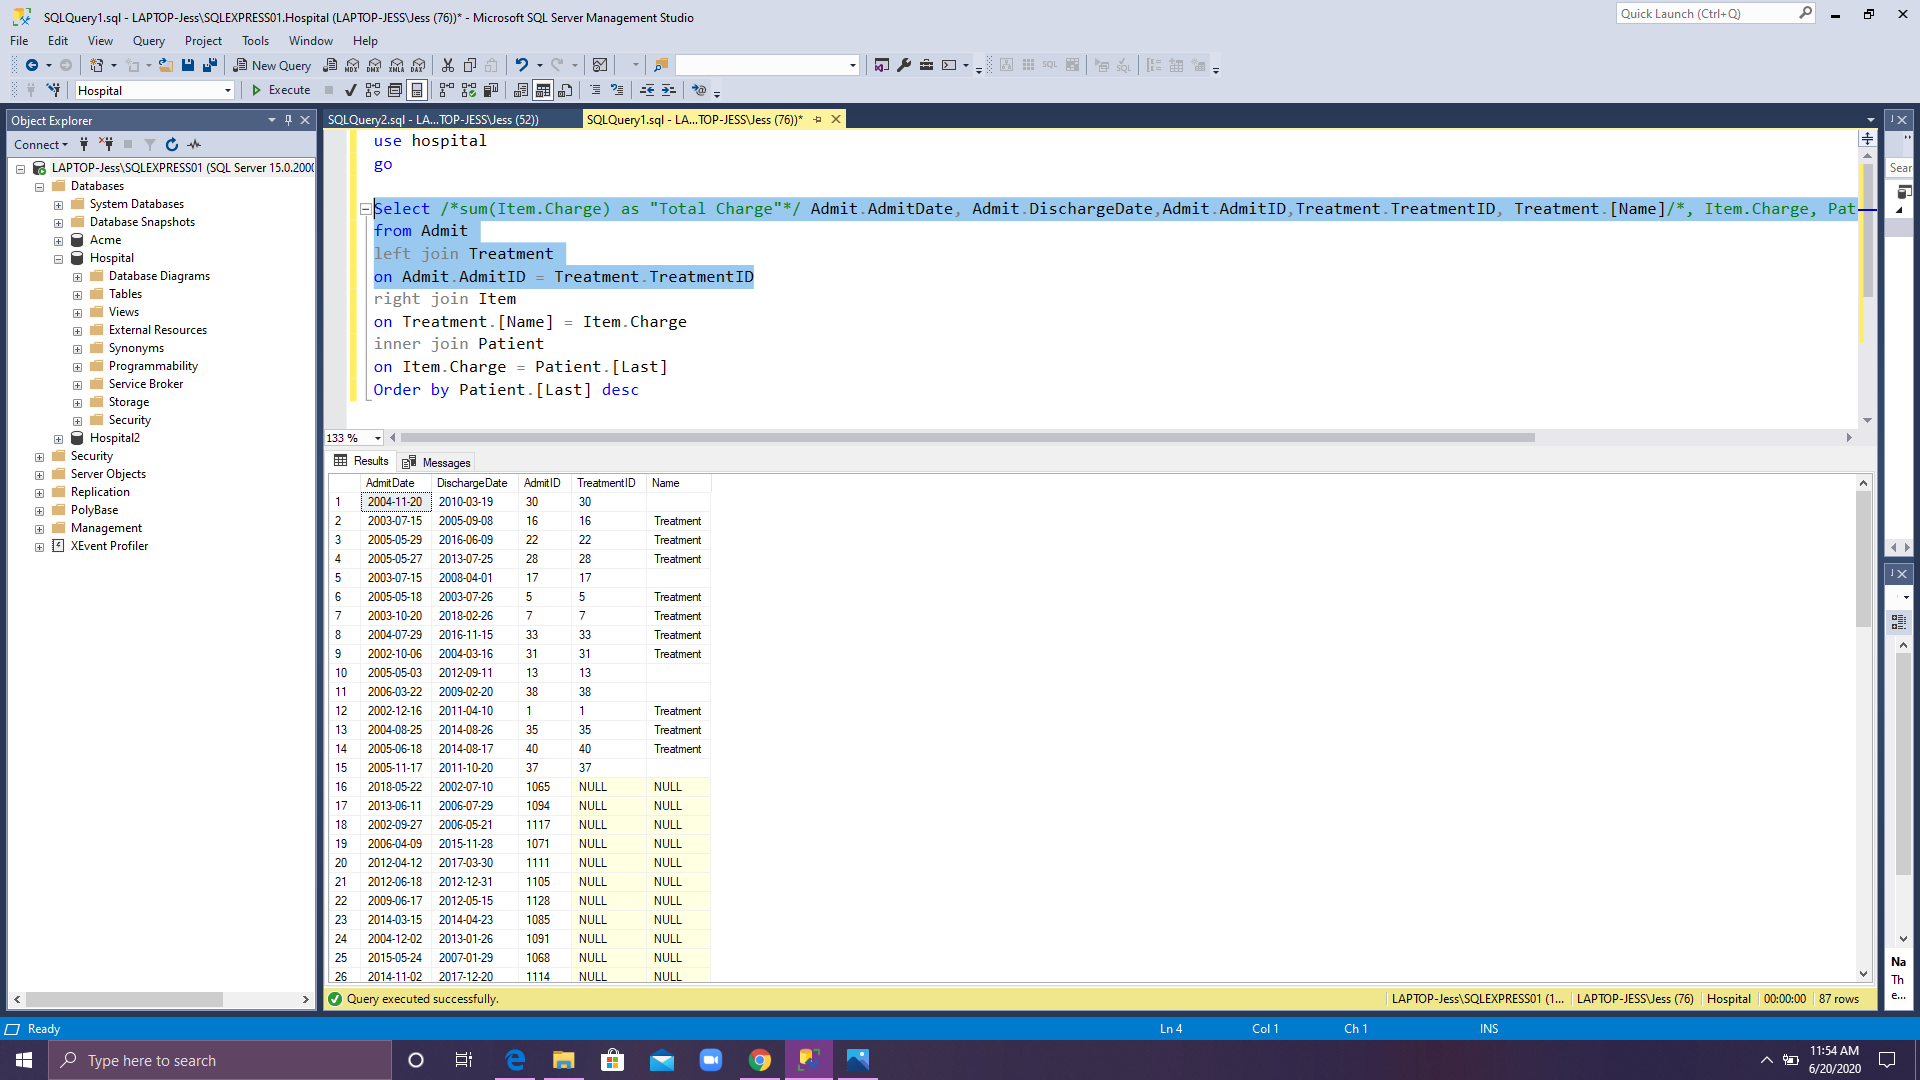 SQLQuery1.sql - LAPTOP-Jess\SQLEXPRESS01.Hospital (LAPTOP-JESS\Jess (76))* - Microsoft SQL Server Management Studio
Quick Launch (Ctrl+Q)
File Edit View Query Project Tools Window Help
New Query MDX DMX XMLA DAX
Hospital Execute
Object Explorer
Connect
LAPTOP-Jess\SQLEXPRESS01 (SQL Server 15.0.2000
Databases
System Databases
Database Snapshots
Acme
Hospital
Database Diagrams
Tables
Views
External Resources
Synonyms
Programmability
Service Broker
Storage
Security
Hospital2
Security
Server Objects
Replication
PolyBase
Management
XEvent Profiler
SQLQuery2.sql - LA...TOP-JESS\Jess (52)) SQLQuery1.sql - LA...TOP-JESS\Jess (76))*
use hospital
go
Select /*sum(Item.Charge) as "Total Charge"*/ Admit.AdmitDate, Admit.DischargeDate,Admit.AdmitID,Treatment.TreatmentID, Treatment.[Name]/*, Item.Charge, Pat
from Admit
left join Treatment
on Admit.AdmitID = Treatment.TreatmentID
right join Item
on Treatment.[Name] = Item.Charge
inner join Patient
on Item.Charge = Patient.[Last]
Order by Patient.[Last] desc
133 %
Results Messages
AdmitDate DischargeDate AdmitID TreatmentID Name
1 2004-11-20 2010-03-19 30 30
2 2003-07-15 2005-09-08 16 16 Treatment
3 2005-05-29 2016-06-09 22 22 Treatment
4 2005-05-27 2013-07-25 28 28 Treatment
5 2003-07-15 2008-04-01 17 17
6 2005-05-18 2003-07-26 5 5 Treatment
7 2003-10-20 2018-02-26 7 7 Treatment
8 2004-07-29 2016-11-15 33 33 Treatment
9 2002-10-06 2004-03-16 31 31 Treatment
10 2005-05-03 2012-09-11 13 13
11 2006-03-22 2009-02-20 38 38
12 2002-12-16 2011-04-10 1 1 Treatment
13 2004-08-25 2014-08-26 35 35 Treatment
14 2005-06-18 2014-08-17 40 40 Treatment
15 2005-11-17 2011-10-20 37 37
16 2018-05-22 2002-07-10 1065 NULL NULL
17 2013-06-11 2006-07-29 1094 NULL NULL
18 2002-09-27 2006-05-21 1117 NULL NULL
19 2006-04-09 2015-11-28 1071 NULL NULL
20 2012-04-12 2017-03-30 1111 NULL NULL
21 2012-06-18 2012-12-31 1105 NULL NULL
22 2009-06-17 2012-05-15 1128 NULL NULL
23 2014-03-15 2014-04-23 1085 NULL NULL
24 2004-12-02 2013-01-26 1091 NULL NULL
25 2015-05-24 2007-01-29 1068 NULL NULL
26 2014-11-02 2017-12-20 1114 NULL NULL
Sear
Na
Th
e...
Query executed successfully. LAPTOP-Jess\SQLEXPRESS01 (1... LAPTOP-JESS\Jess (76) Hospital 00:00:00 87 rows
Ready Ln 4 Col 1 Ch 1 INS
Type here to search
11:54 AM
6/20/2020